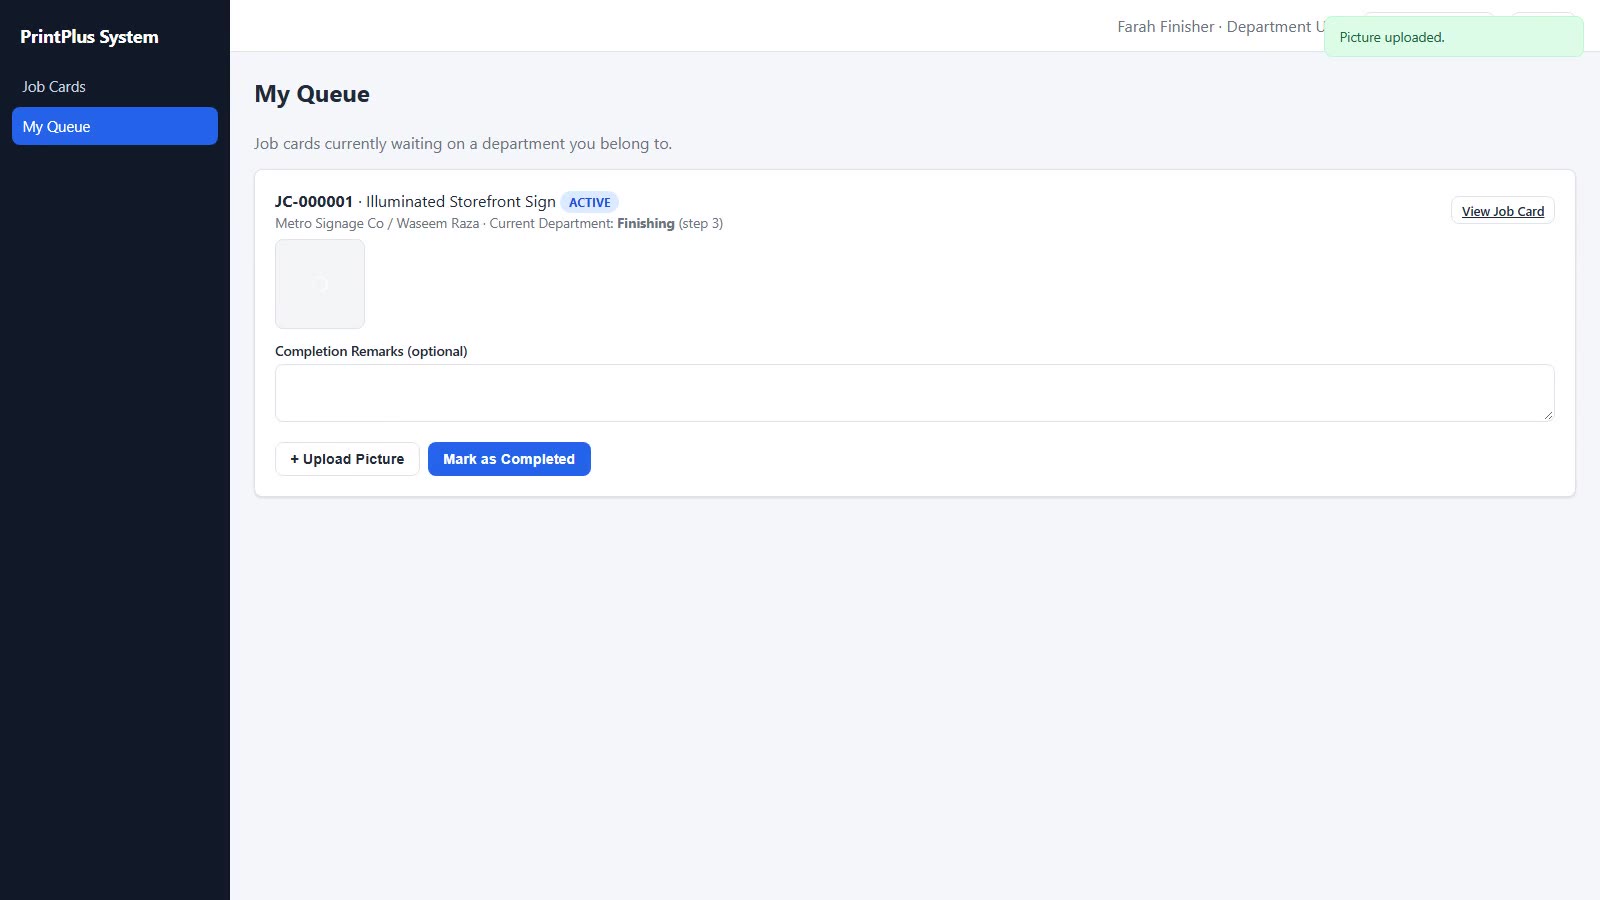 PrintPlus System
Job Cards
My Queue
Farah Finisher · Department
Picture uploaded.
My Queue
Job cards currently waiting on a department you belong to.
JC-000001 · Illuminated Storefront Sign ACTIVE
Metro Signage Co / Waseem Raza · Current Department: Finishing (step 3)
View Job Card
Completion Remarks (optional)
+ Upload Picture
Mark as Completed